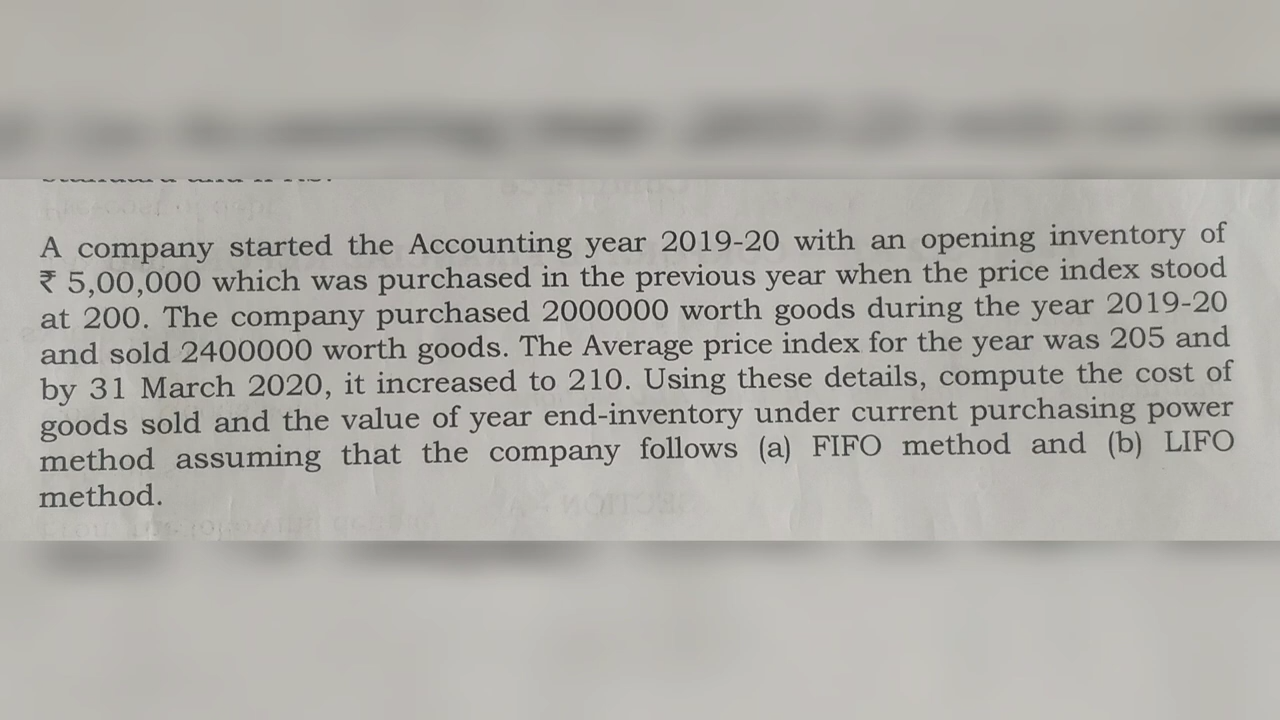 A company started the Accounting year 2019-20 with an opening inventory of
₹ 5,00,000 which was purchased in the previous year when the price index stood
at 200. The company purchased 2000000 worth goods during the year 2019-20
and sold 2400000 worth goods. The Average price index for the year was 205 and
by 31 March 2020, it increased to 210. Using these details, compute the cost of
goods sold and the value of year end-inventory under current purchasing power
method assuming that the company follows (a) FIFO method and (b) LIFO
method.